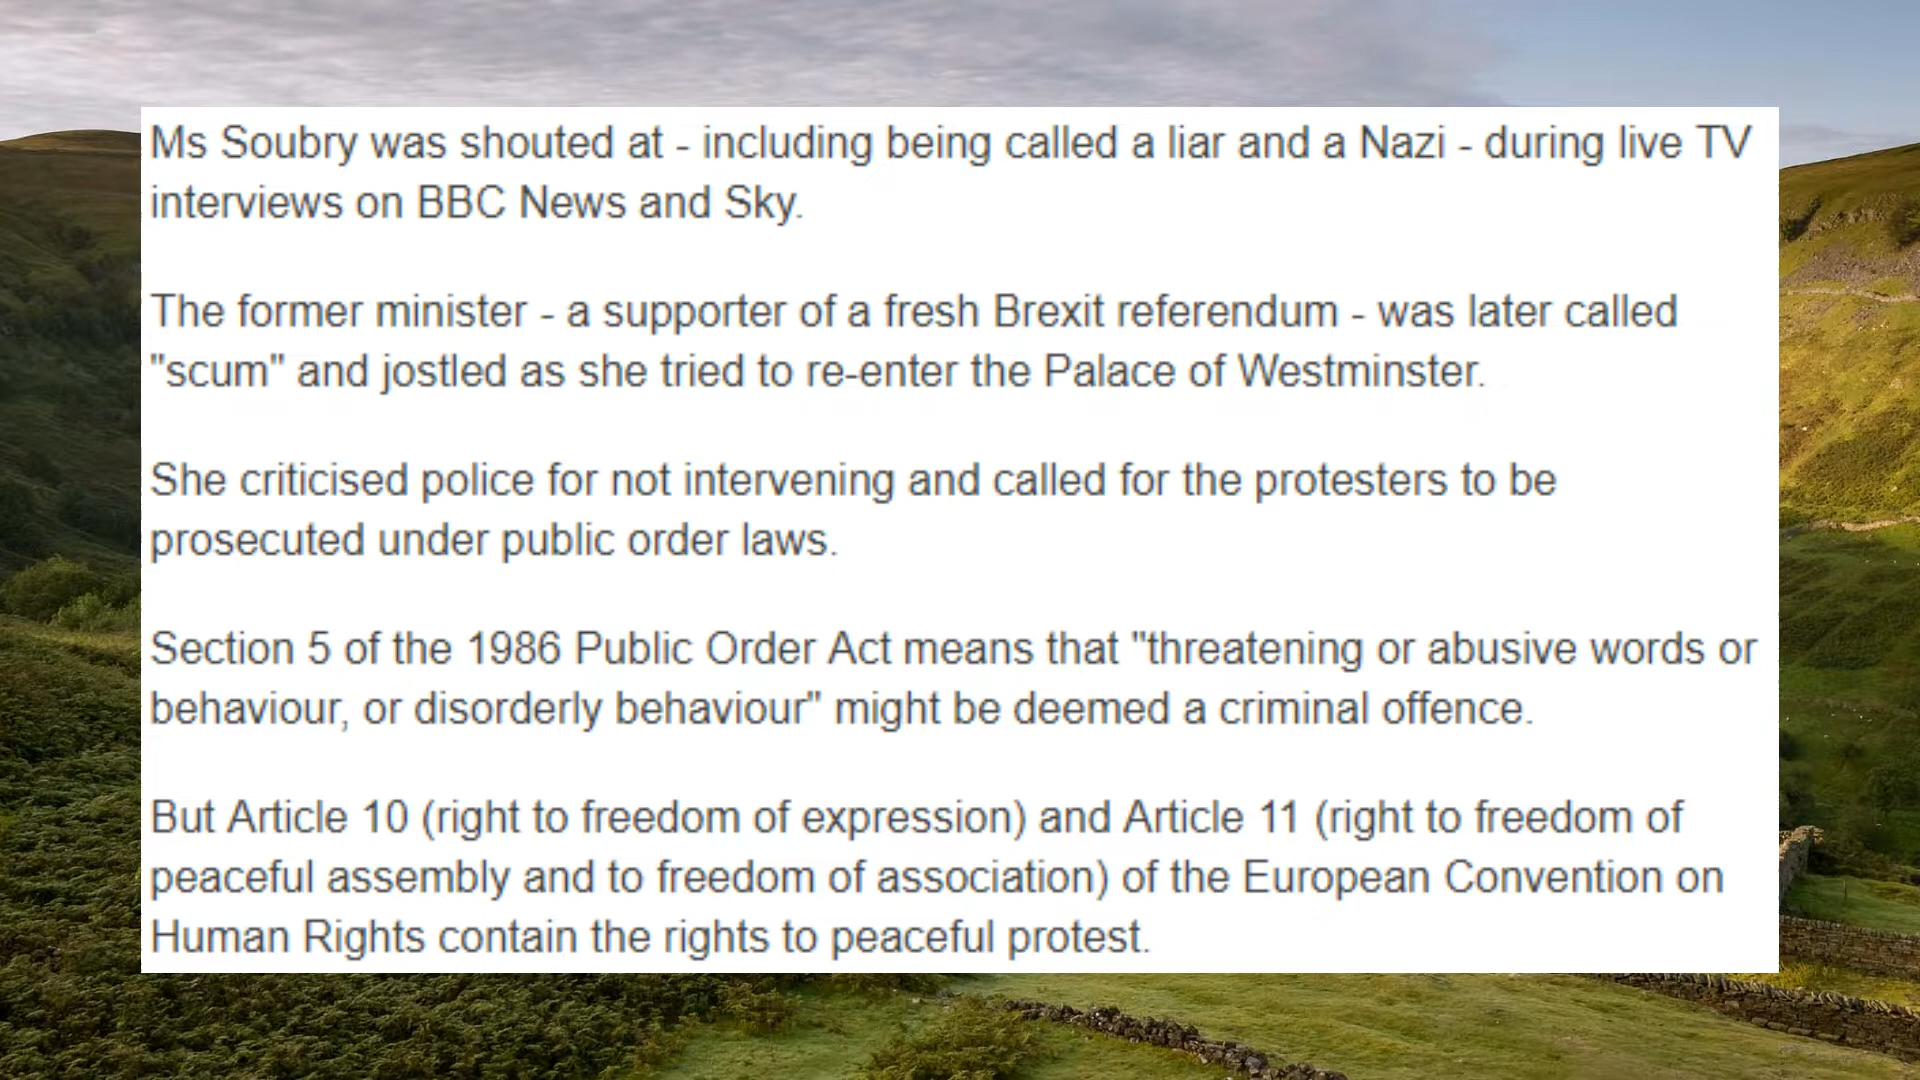 Ms Soubry was shouted at - including being called a liar and a Nazi - during live TV
interviews on BBC News and Sky.
The former minister - a supporter of a fresh Brexit referendum - was later called
"scum" and jostled as she tried to re-enter the Palace of Westminster.
She criticised police for not intervening and called for the protesters to be
prosecuted under public order laws.
Section 5 of the 1986 Public Order Act means that "threatening or abusive words or
behaviour, or disorderly behaviour" might be deemed a criminal offence.
But Article 10 (right to freedom of expression) and Article 11 (right to freedom of
peaceful assembly and to freedom of association) of the European Convention on
Human Rights contain the rights to peaceful protest.